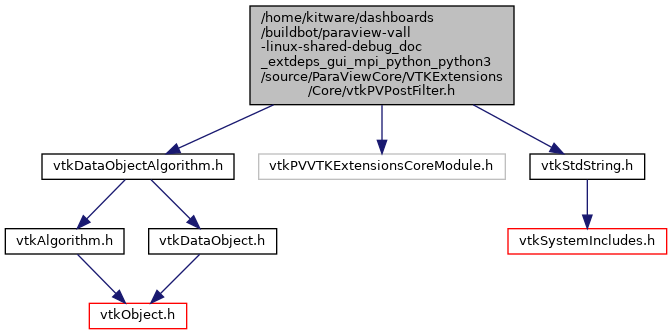 /home/kitware/dashboards
/buildbot/paraview-vall
-linux-shared-debug_doc
_extdeps_gui_mpi_python_python3
/source/ParaViewCore/VTKExtensions
/Core/vtkPVPostFilter.h
vtkDataObjectAlgorithm.h
vtkPVVTKExtensionsCoreModule.h
vtkStdString.h
vtkAlgorithm.h
vtkDataObject.h
vtkSystemIncludes.h
vtkObject.h